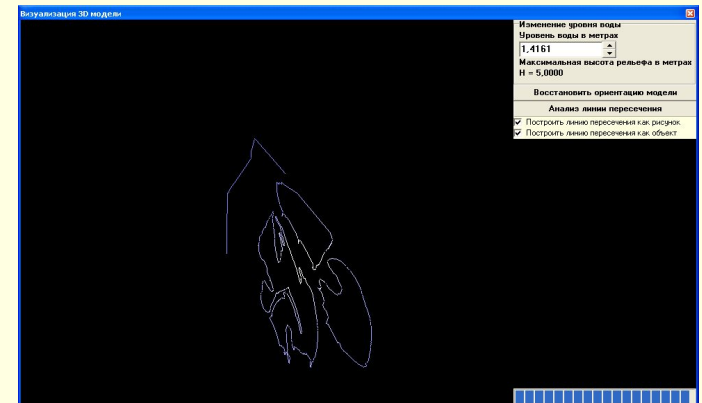 Визуализация 3D модели
Изменение уровня воды
Уровень воды в метрах
1,4161
Максимальная высота рельефа в метрах
H = 5,0000
Восстановить ориентацию модели
Анализ линии пересечения
Построить линию пересечения как рисунок
Построить линию пересечения как объект